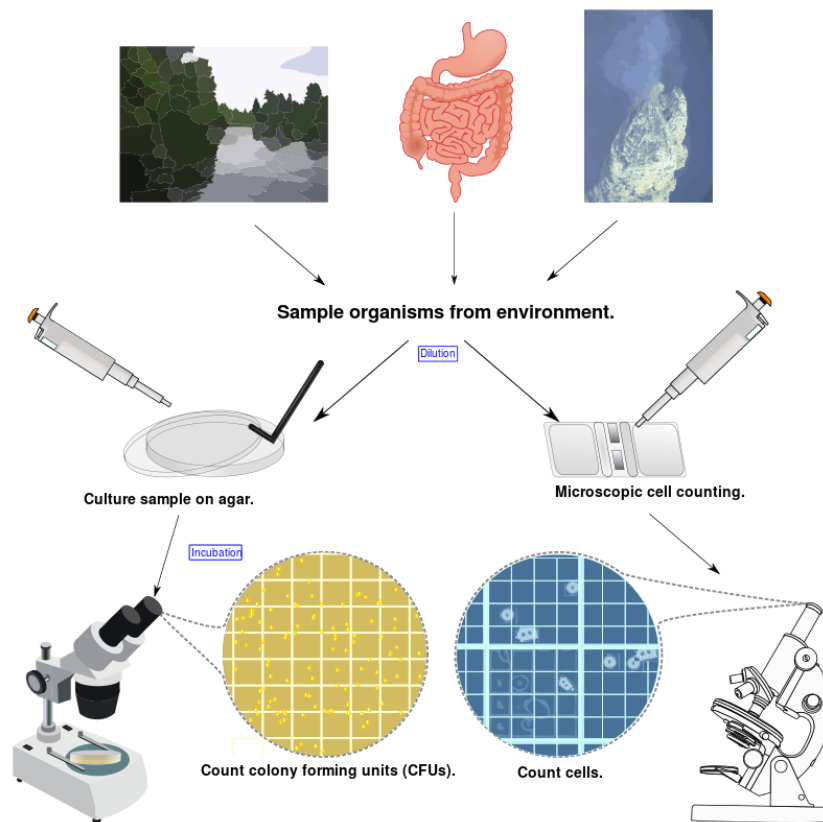 Sample organisms from environment.
Dilution
Culture sample on agar.
Microscopic cell counting.
Incubation
Count colony forming units (CFUs).
Count cells.